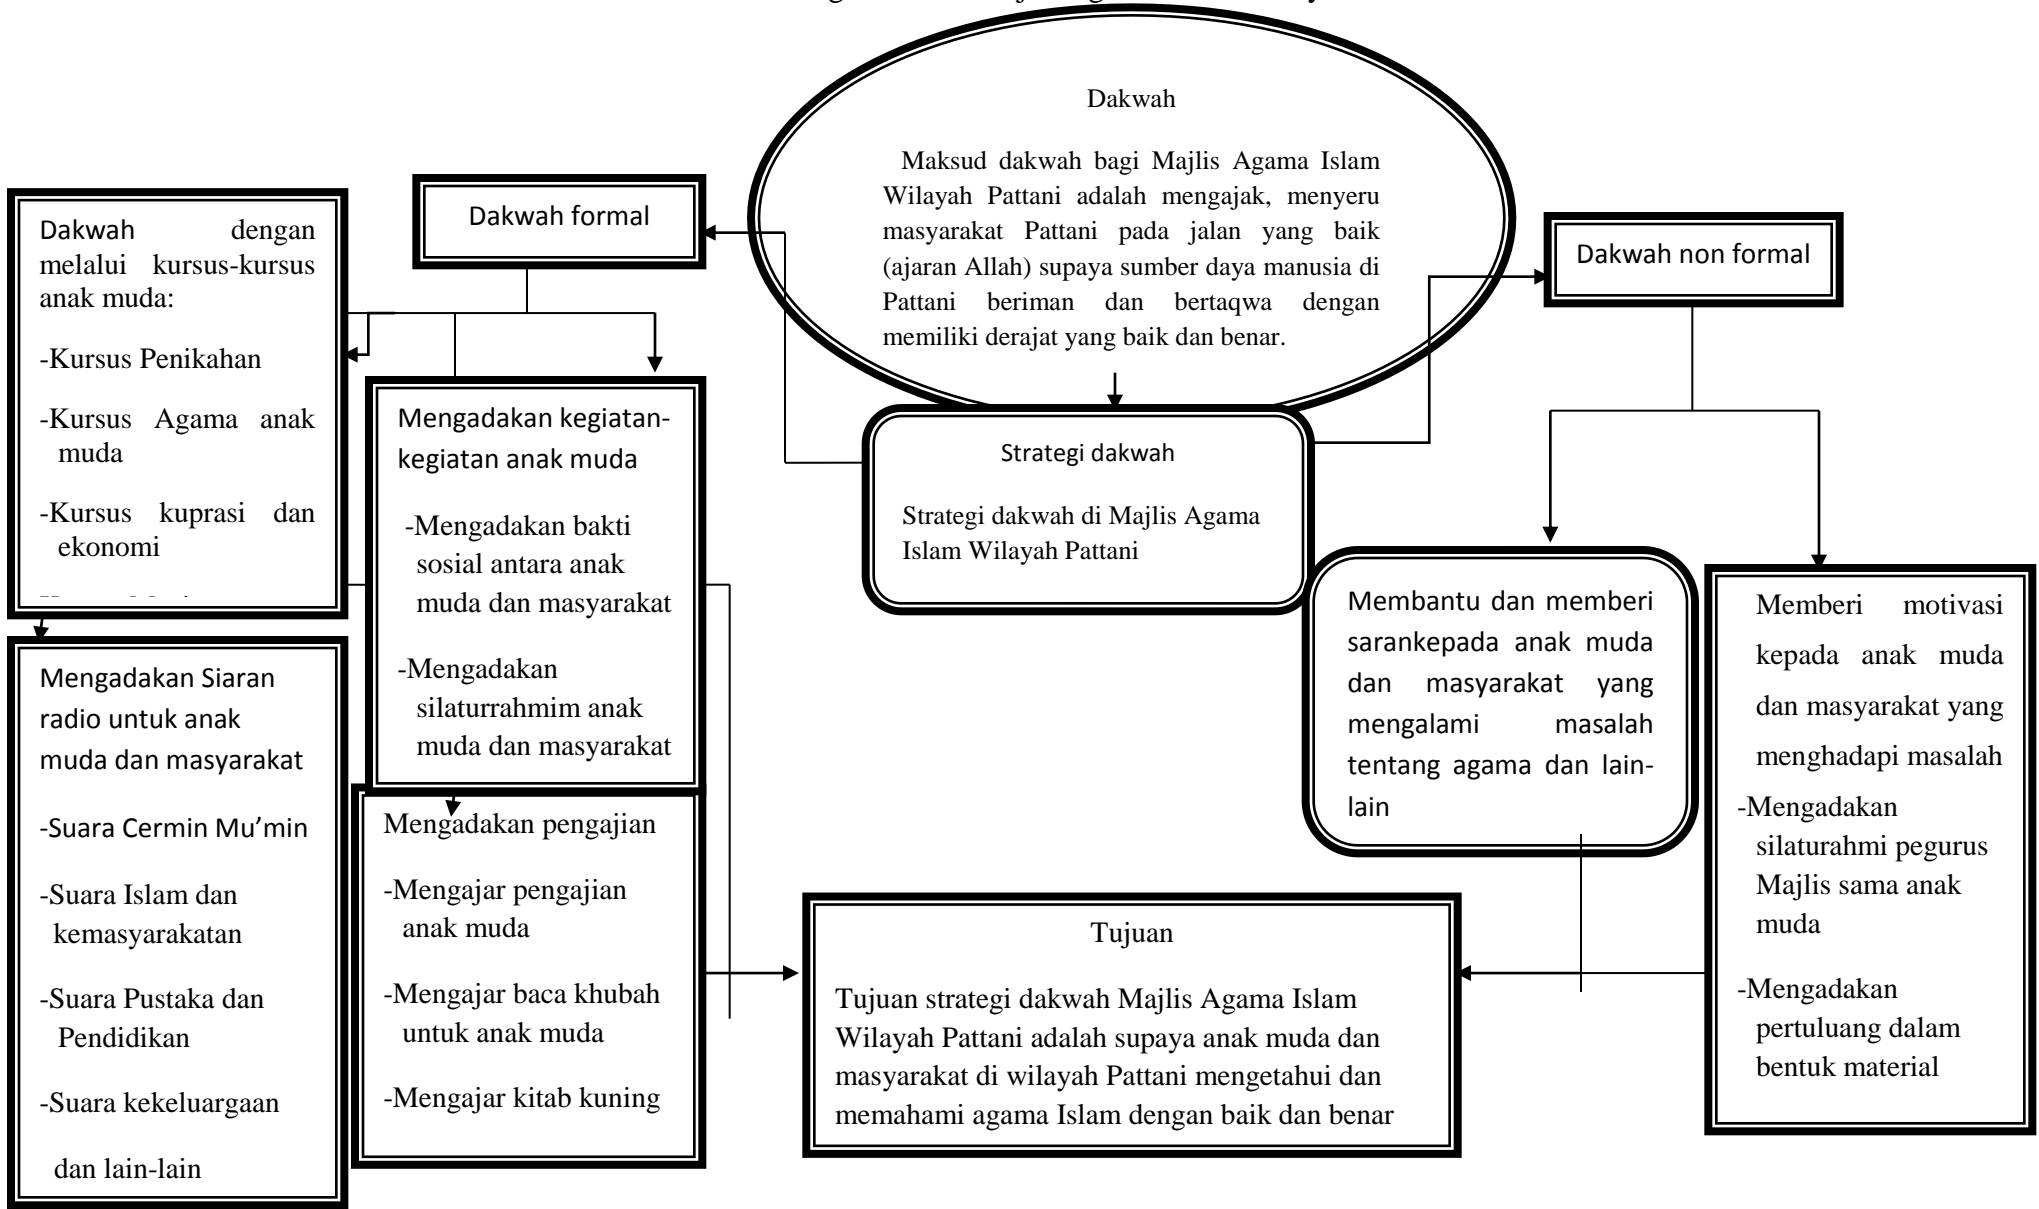 Dakwah
Maksud dakwah bagi Majlis Agama Islam
Wilayah Pattani adalah mengajak, menyeru
masyarakat Pattani pada jalan yang baik
(ajaran Allah) supaya sumber daya manusia di
Pattani beriman dan bertaqwa dengan
memiliki derajat yang baik dan benar.
Strategi dakwah
Strategi dakwah di Majlis Agama
Islam Wilayah Pattani
Dakwah formal
Dakwah dengan
melalui kursus-kursus
anak muda:
-Kursus Penikahan
-Kursus Agama anak
muda
-Kursus kuprasi dan
ekonomi
Mengadakan kegiatan-
kegiatan anak muda
-Mengadakan bakti
sosial antara anak
muda dan masyarakat
-Mengadakan
silaturrahmim anak
muda dan masyarakat
Mengadakan Siaran
radio untuk anak
muda dan masyarakat
-Suara Cermin Mu’min
-Suara Islam dan
kemasyarakatan
-Suara Pustaka dan
Pendidikan
-Suara kekeluargaan
dan lain-lain
Mengadakan pengajian
-Mengajar pengajian
anak muda
-Mengajar baca khubah
untuk anak muda
-Mengajar kitab kuning
Dakwah non formal
Membantu dan memberi
sarankepada anak muda
dan masyarakat yang
mengalami masalah
tentang agama dan lain-
lain
Memberi motivasi
kepada anak muda
dan masyarakat yang
menghadapi masalah
-Mengadakan
silaturahmi pegurus
Majlis sama anak
muda
-Mengadakan
pertuluang dalam
bentuk material
Tujuan
Tujuan strategi dakwah Majlis Agama Islam
Wilayah Pattani adalah supaya anak muda dan
masyarakat di wilayah Pattani mengetahui dan
memahami agama Islam dengan baik dan benar